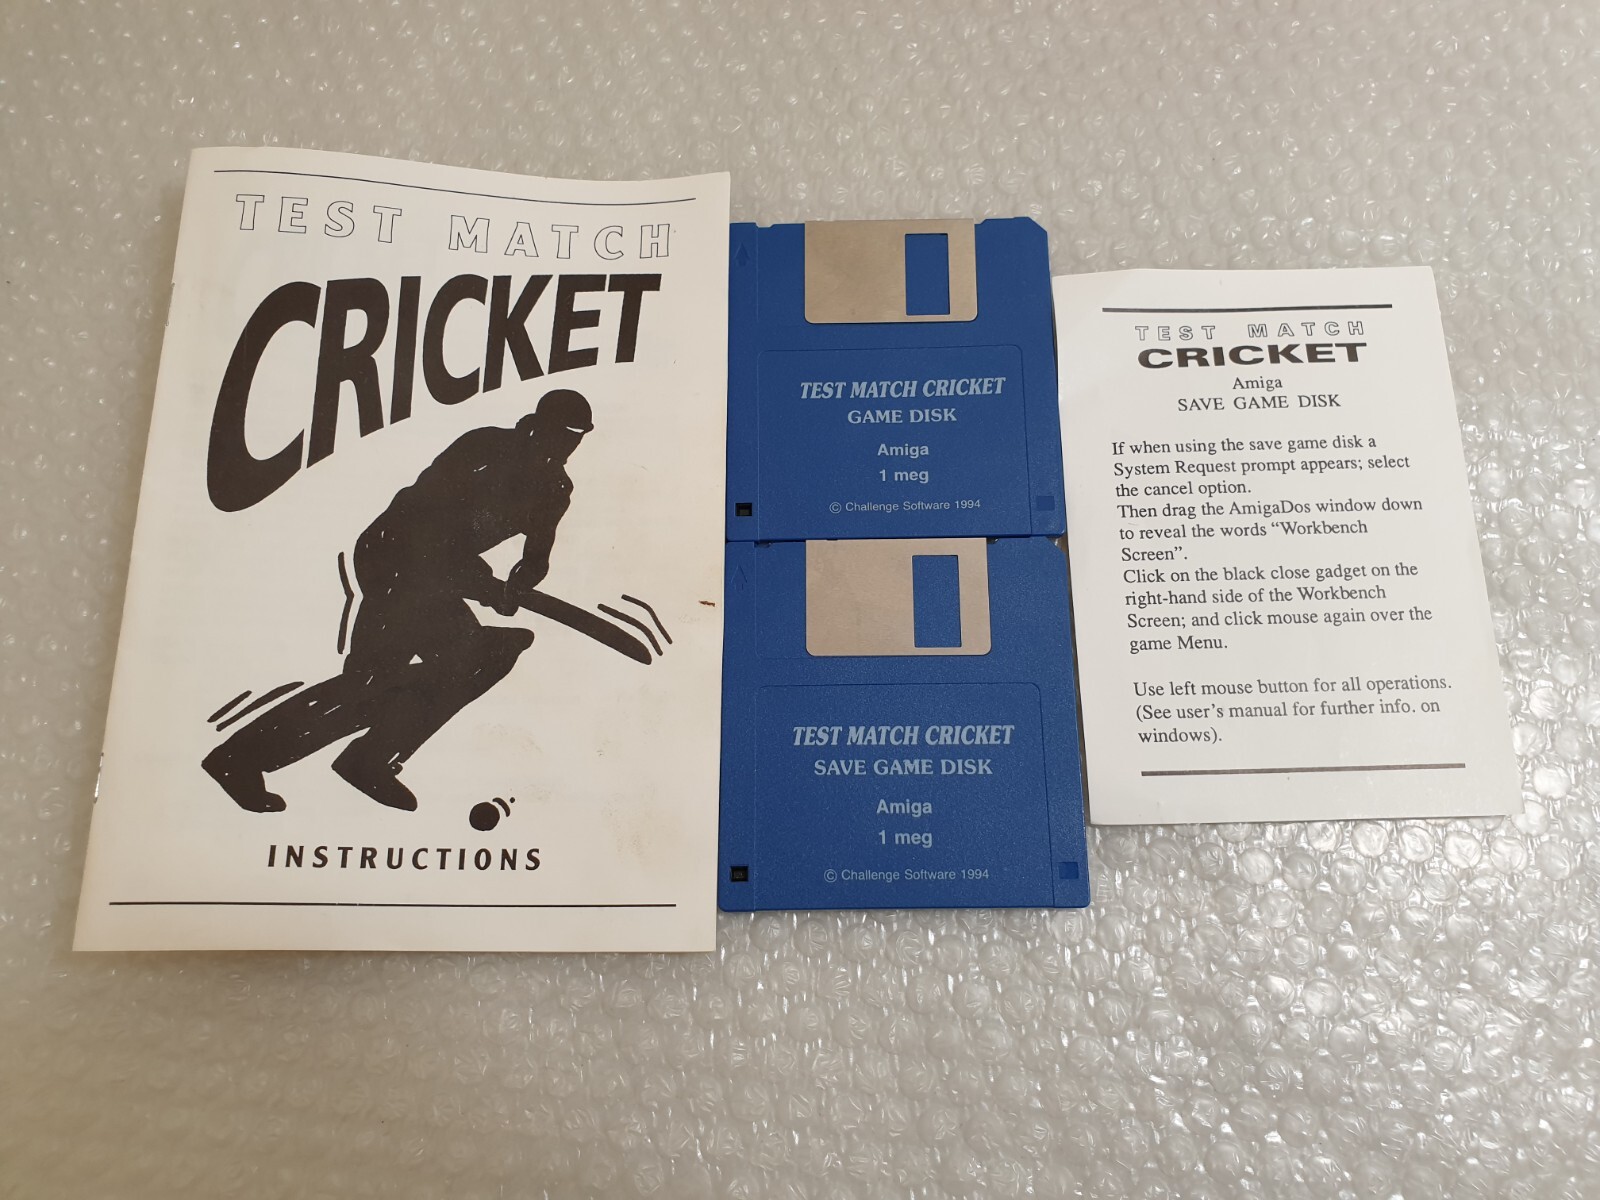 TEST MATCH
CRICKET
INSTRUCTIONS
TEST MATCH CRICKET
GAME DISK
Amiga
1 meg
© Challenge Software 1994
TEST MATCH CRICKET
SAVE GAME DISK
Amiga
1 meg
© Challenge Software 1994
TEST MATCH
CRICKET
Amiga
SAVE GAME DISK
If when using the save game disk a
System Request prompt appears; select
the cancel option.
Then drag the AmigaDos window down
to reveal the words “Workbench
Screen”.
Click on the black close gadget on the
right-hand side of the Workbench
Screen; and click mouse again over the
game Menu.
Use left mouse button for all operations.
(See user’s manual for further info. on
windows).